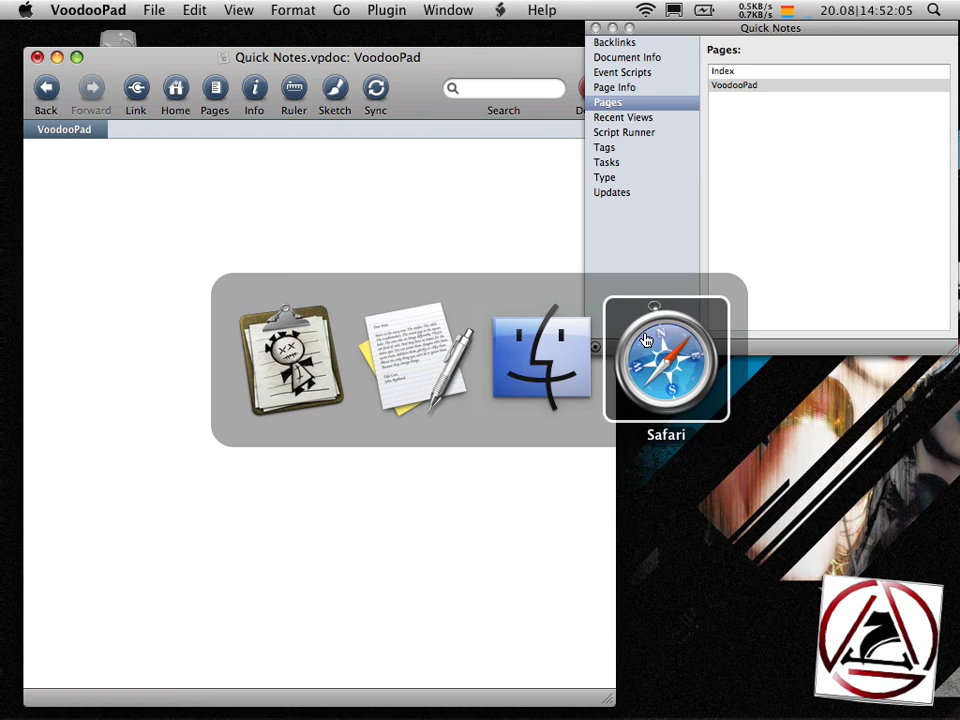 VoodooPad File Edit View Format Go Plugin Window Help 0.5KB/s 0.7KB/s 20.08|14:52:05
Quick Notes.vpdoc: VoodooPad
Back Forward Link Home Pages Info Ruler Sketch Sync Search
VoodooPad
Quick Notes
Backlinks
Document Info
Event Scripts
Page Info
Pages
Recent Views
Script Runner
Tags
Tasks
Type
Updates
Pages:
Index
VoodooPad
Safari